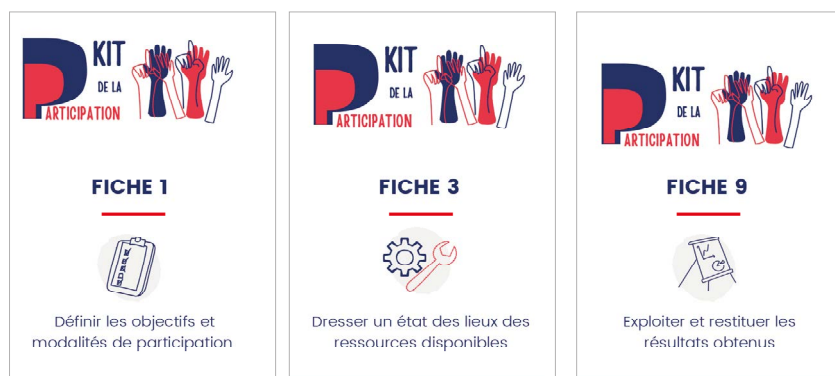 KIT
DE LA
PARTICIPATION
FICHE 1
Définir les objectifs et
modalités de participation
KIT
DE LA
PARTICIPATION
FICHE 3
Dresser un état des lieux des
ressources disponibles
KIT
DE LA
PARTICIPATION
FICHE 9
Exploiter et restituer les
résultats obtenus